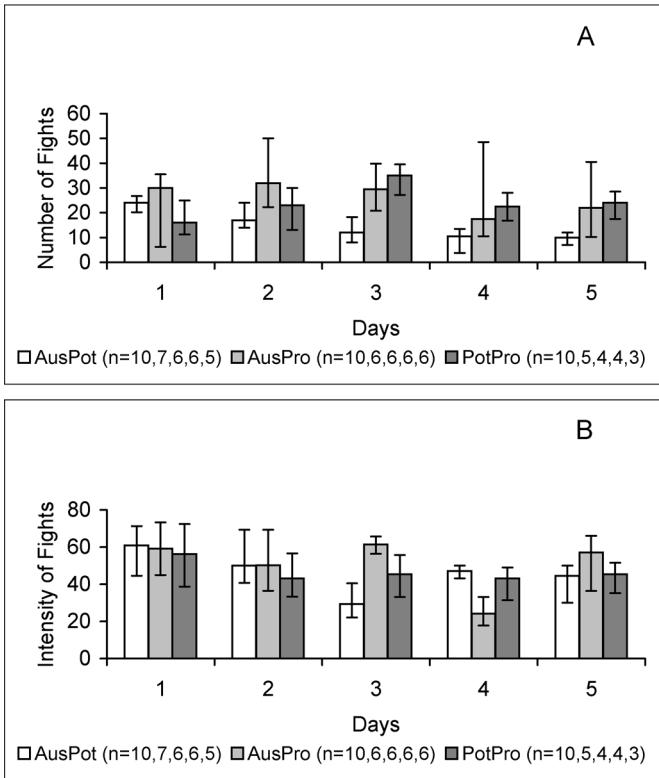 A
Number of Fights
60
50
40
30
20
10
0
1 2 3 4 5
Days
AusPot (n=10,7,6,6,5) AusPro (n=10,6,6,6,6) PotPro (n=10,5,4,4,3)
B
Intensity of Fights
80
60
40
20
0
1 2 3 4 5
Days
AusPot (n=10,7,6,6,5) AusPro (n=10,6,6,6,6) PotPro (n=10,5,4,4,3)